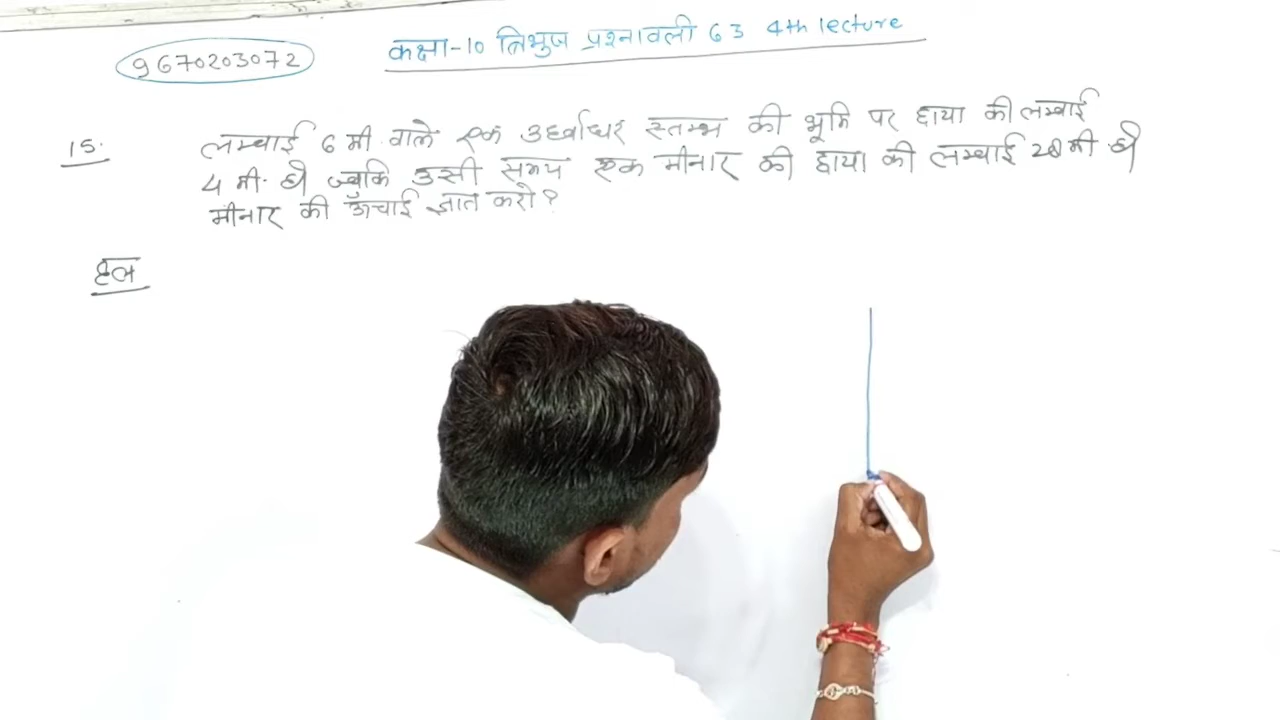 9670203072
कक्षा-10 त्रिभुज प्रश्नावली 6 3 4th lecture
15. लम्बाई 6 मी वाले एक उर्ध्वाधर स्तम्भ की भूमि पर छाया की लम्बाई
4 मी. है जबकि उसी समय एक मीनार की छाया की लम्बाई 28 मी. है
मीनार की ऊँचाई ज्ञात करो?
हल